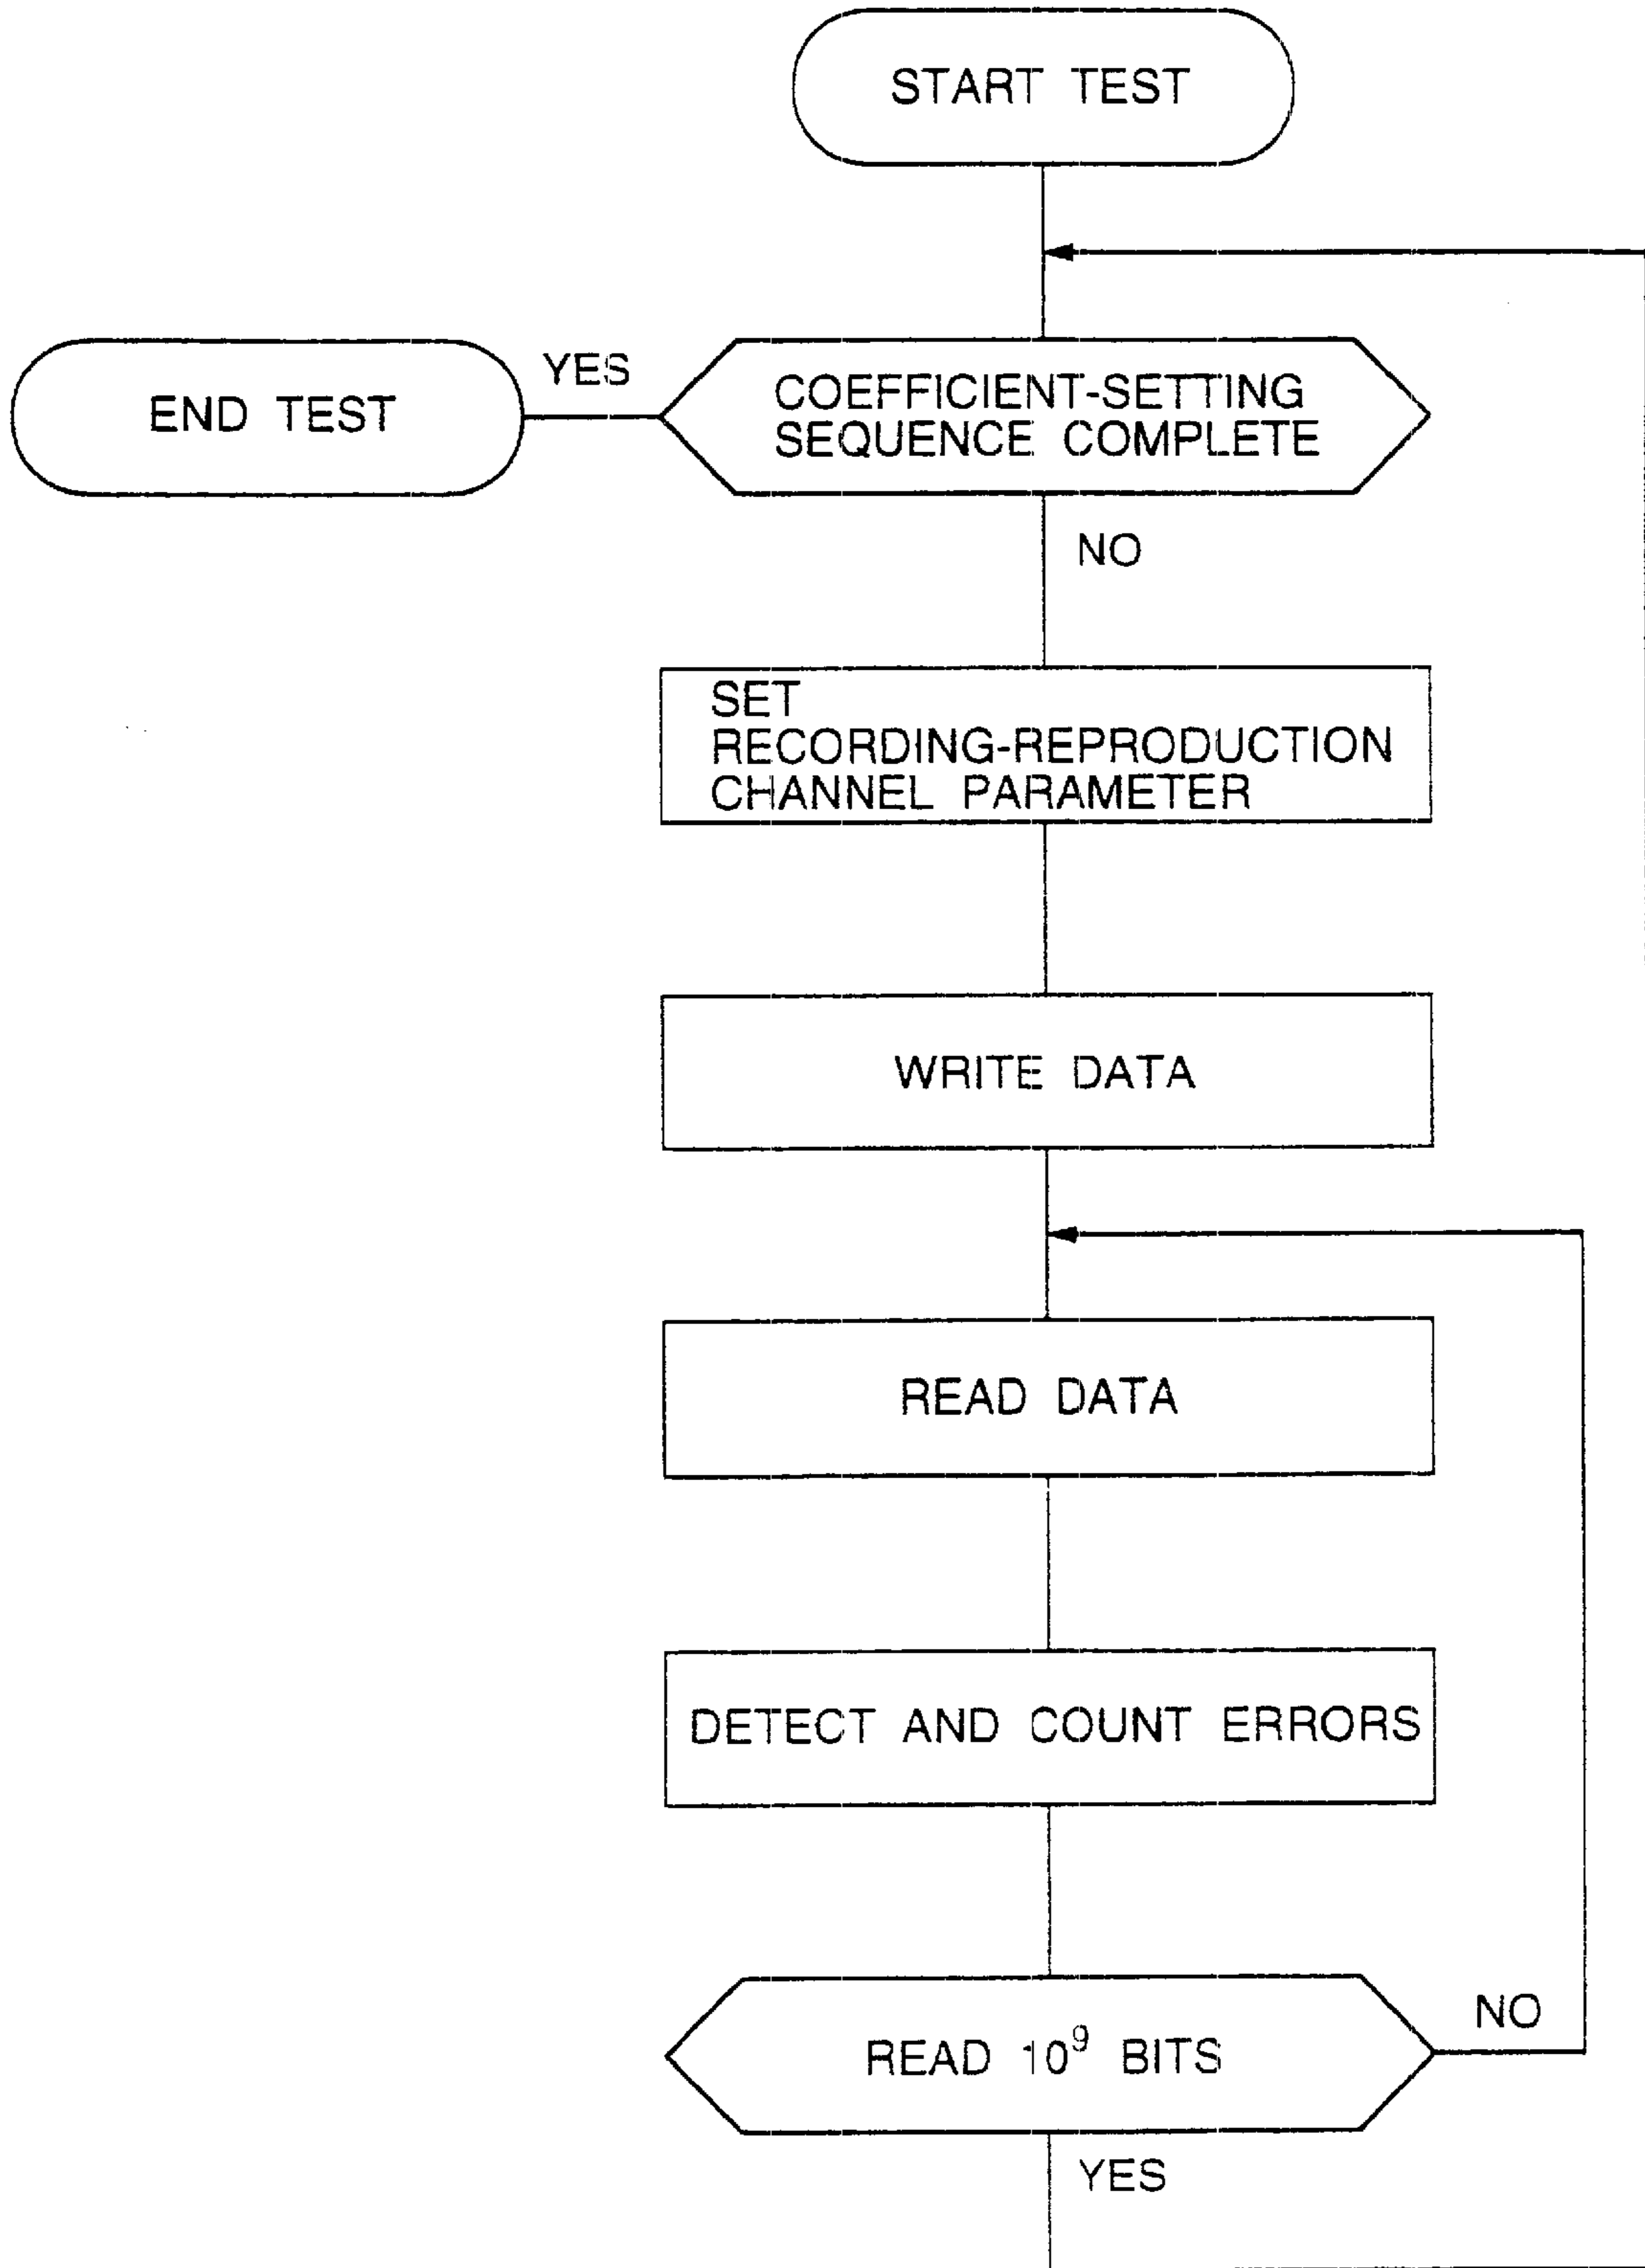 START TEST
YES
COEFFICIENT-SETTING
SEQUENCE COMPLETE
END TEST
NO
SET
RECORDING-REPRODUCTION
CHANNEL PARAMETER
WRITE DATA
READ DATA
DETECT AND COUNT ERRORS
NO
READ 10⁹ BITS
YES